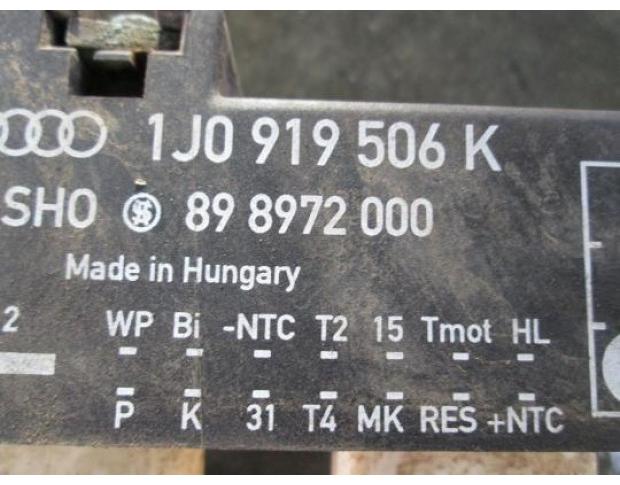 1J0 919 506 K
SHO 89 8972 000
Made in Hungary
2 WP Bi -NTC T2 15 Tmot HL
P K 31 T4 MK RES +NTC